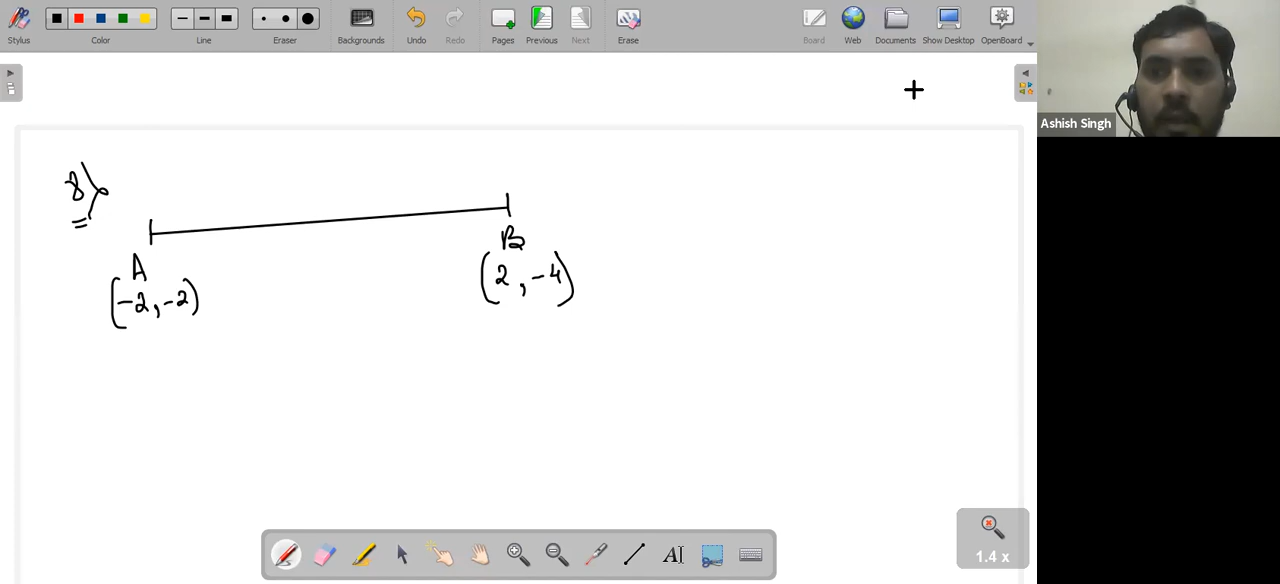 Stylus Color Line Eraser Backgrounds Undo Redo Pages Previous Next Erase Board Web Documents Show Desktop OpenBoard
Ashish Singh
8)
A B
(-2, -2) (2, -4)
1.4 x